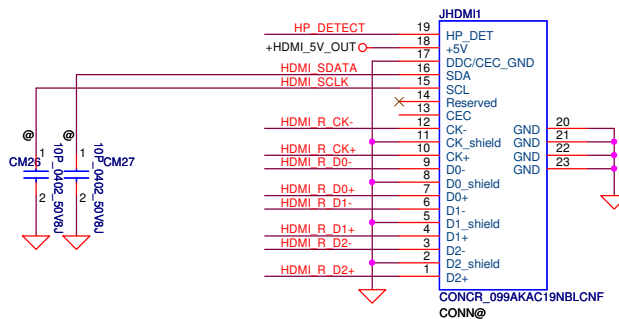 JHDMI1
HP_DETECT 19 HP_DET
+HDMI_5V_OUT 18 +5V
17 DDC/CEC_GND
HDMI_SDATA 16 SDA
HDMI_SCLK 15 SCL
14 Reserved
13 CEC
HDMI_R_CK- 12 CK- GND 20
11 CK_shield GND 21
HDMI_R_CK+ 10 CK+ GND 22
HDMI_R_D0- 9 D0- GND 23
8 D0_shield
HDMI_R_D0+ 7 D0+
HDMI_R_D1- 6 D1-
5 D1_shield
HDMI_R_D1+ 4 D1+
HDMI_R_D2- 3 D2-
2 D2_shield
HDMI_R_D2+ 1 D2+
CONCR_099AKAC19NBLCNF
CONN@
@
1
CM26
2
10P_0402_50V8J
@
1
CM27
2
10P_0402_50V8J